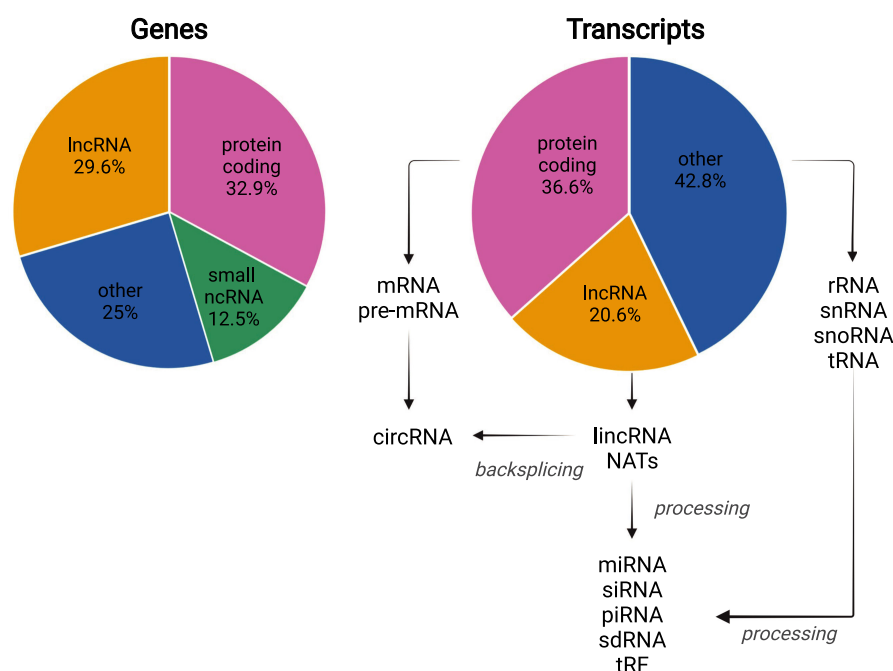 Genes
lncRNA
29.6%
protein
coding
32.9%
other
25%
small
ncRNA
12.5%
Transcripts
protein
coding
36.6%
other
42.8%
lncRNA
20.6%
mRNA
pre-mRNA
rRNA
snRNA
snoRNA
tRNA
circRNA
lincRNA
NATs
backsplicing
processing
miRNA
siRNA
piRNA
sdRNA
tRF
processing